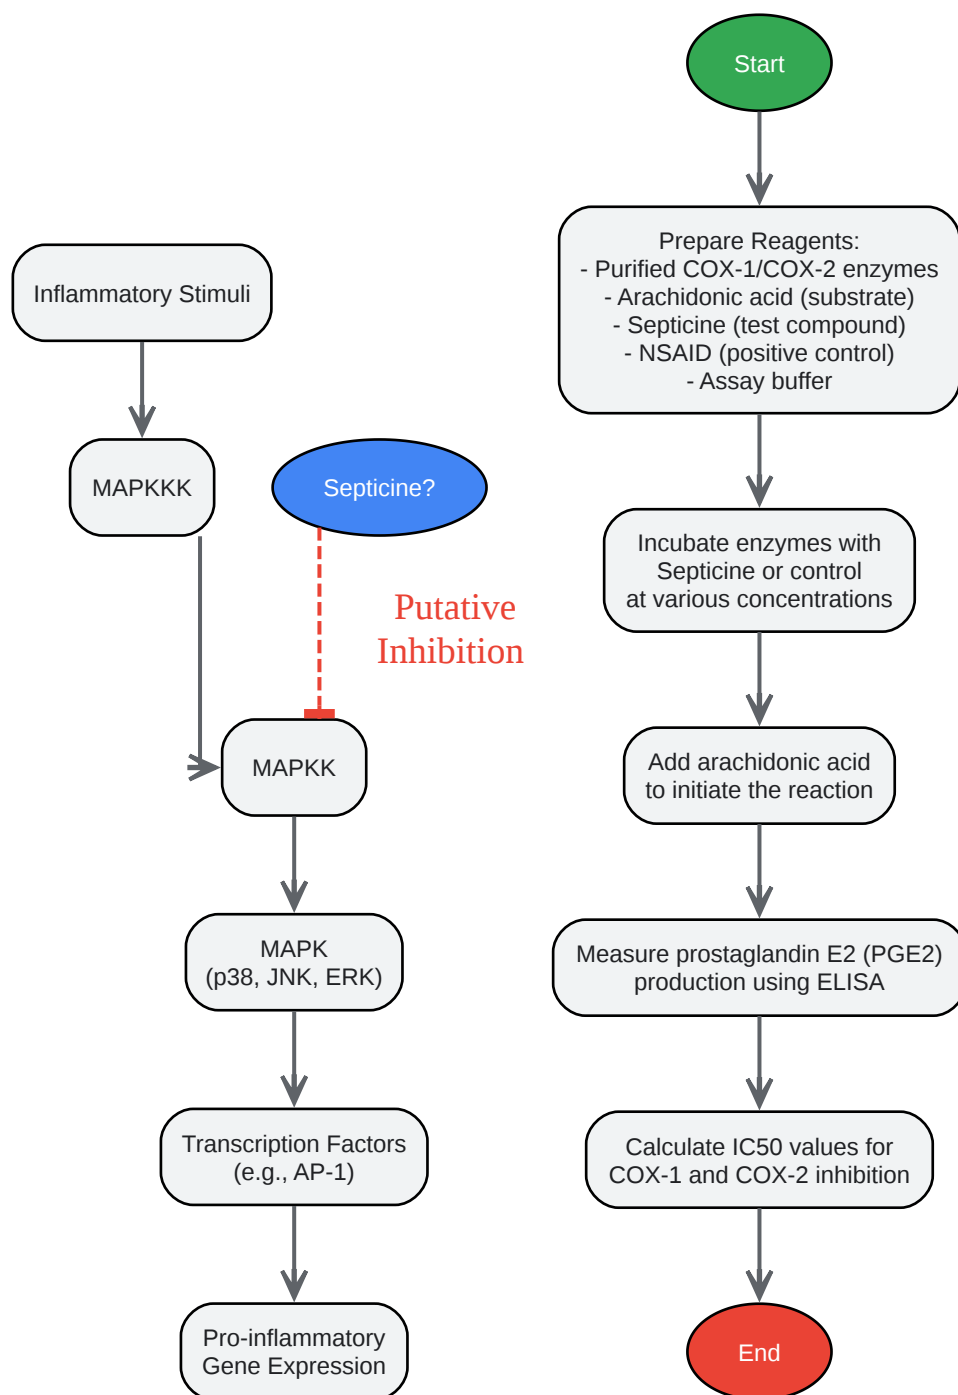 Inflammatory Stimuli
MAPKKK
Septicine?
Putative
Inhibition
MAPKK
MAPK
(p38, JNK, ERK)
Transcription Factors
(e.g., AP-1)
Pro-inflammatory
Gene Expression
Start
Prepare Reagents:
- Purified COX-1/COX-2 enzymes
- Arachidonic acid (substrate)
- Septicine (test compound)
- NSAID (positive control)
- Assay buffer
Incubate enzymes with
Septicine or control
at various concentrations
Add arachidonic acid
to initiate the reaction
Measure prostaglandin E2 (PGE2)
production using ELISA
Calculate IC50 values for
COX-1 and COX-2 inhibition
End